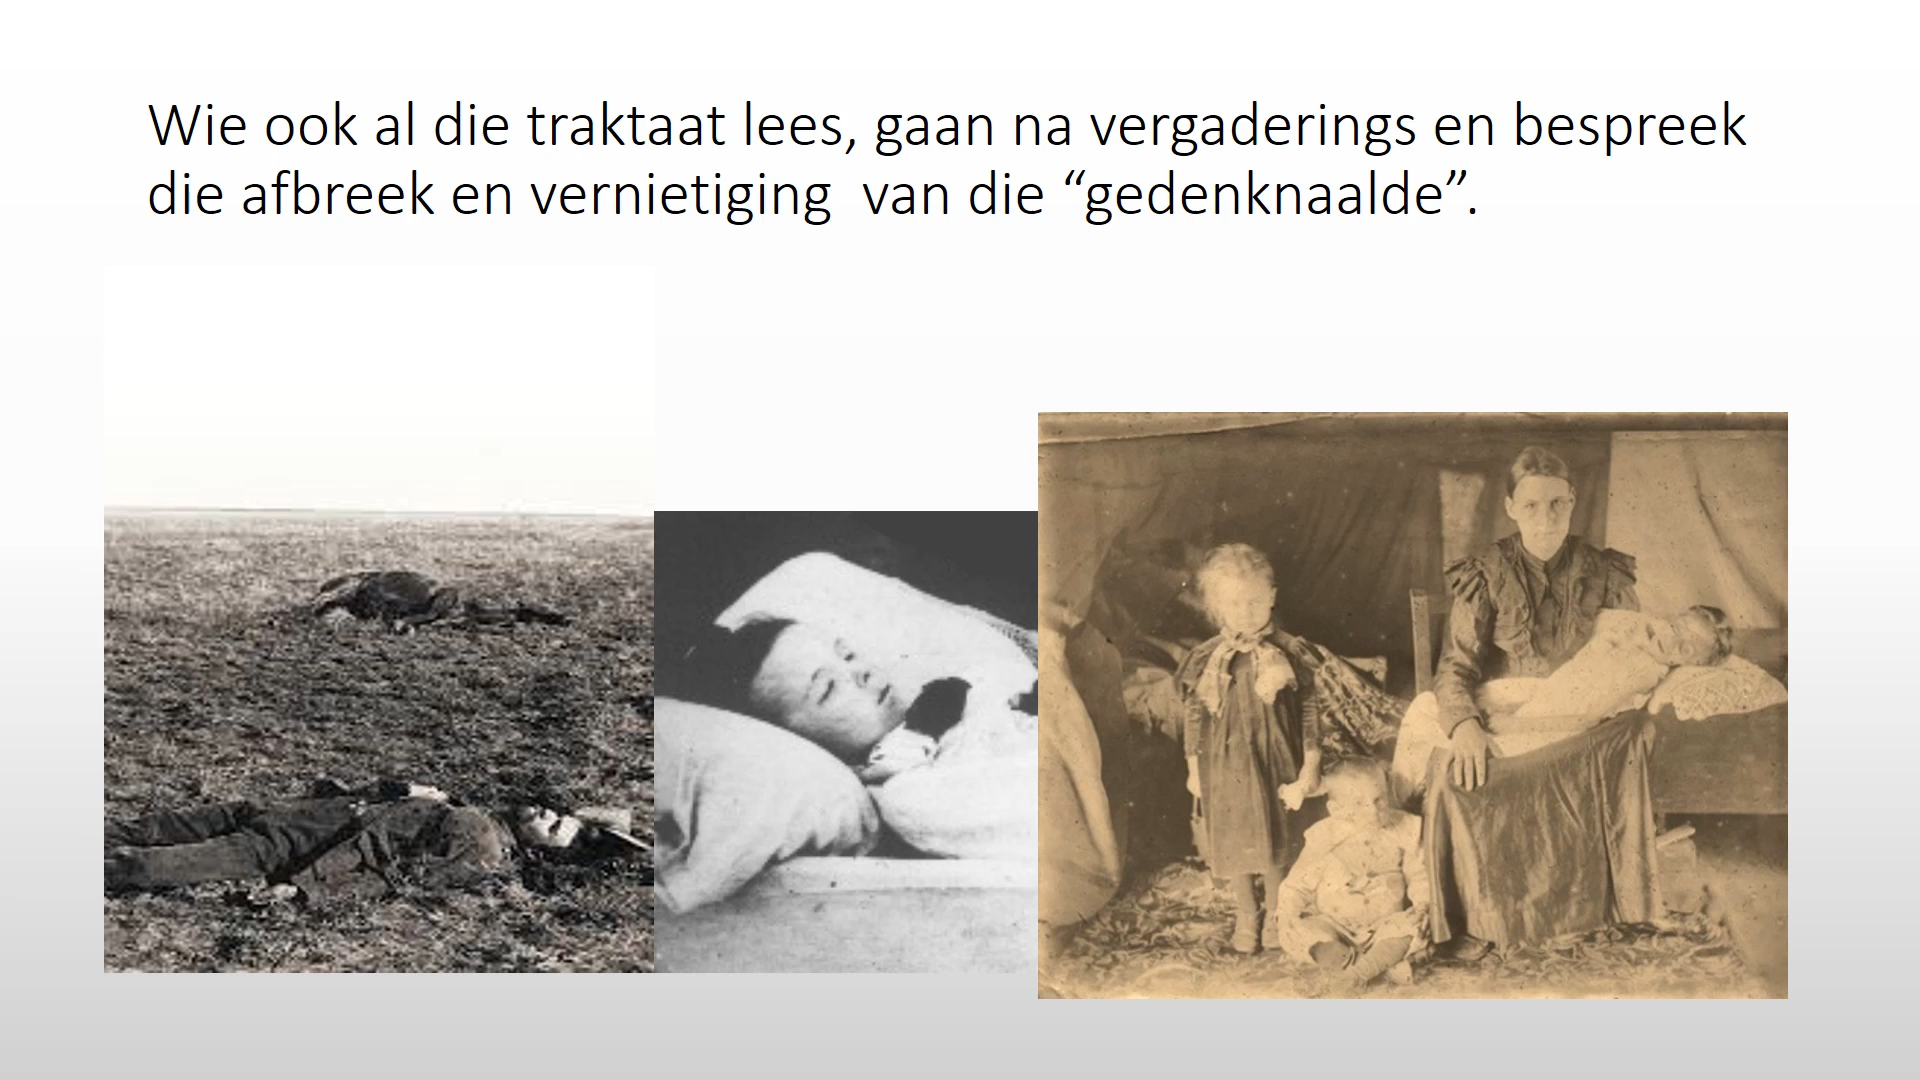 Wie ook al die traktaat lees, gaan na vergaderings en bespreek
die afbreek en vernietiging  van die “gedenknaalde”.